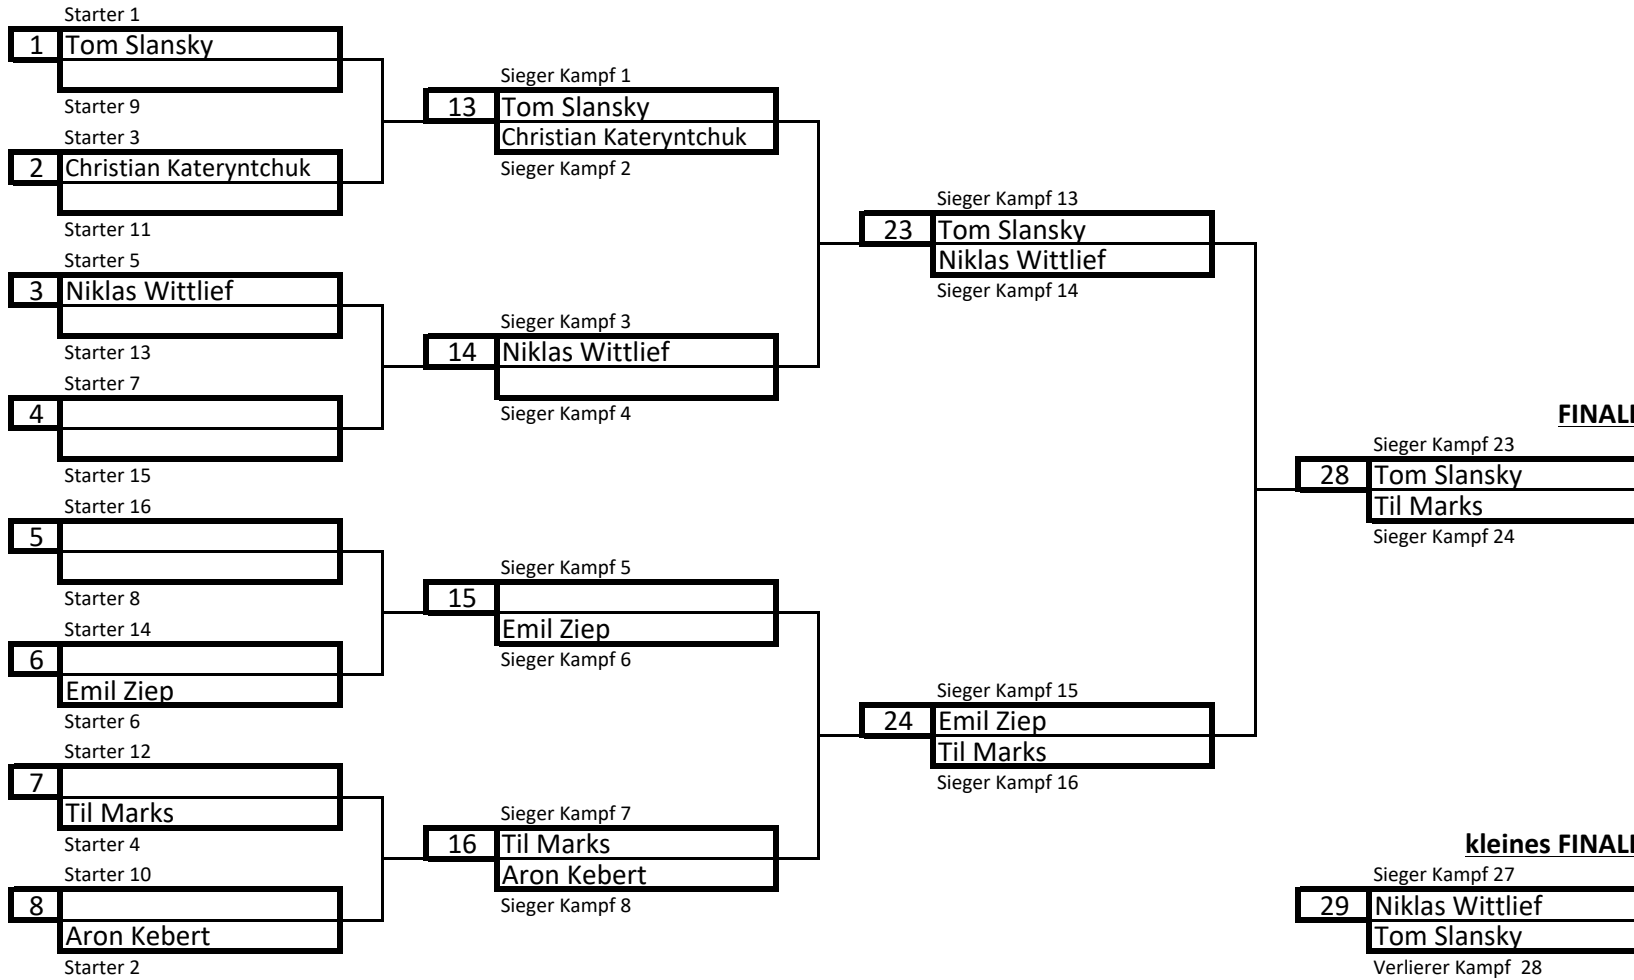 Starter 1
1 Tom Slansky
Starter 9
Starter 3
2 Christian Kateryntchuk
Starter 11
Starter 5
3 Niklas Wittlief
Starter 13
Starter 7
4
Starter 15
Starter 16
5
Starter 8
Starter 14
6
Emil Ziep
Starter 6
Starter 12
7
Til Marks
Starter 4
Starter 10
8
Aron Kebert
Starter 2
Sieger Kampf 1
13 Tom Slansky
Christian Kateryntchuk
Sieger Kampf 2
Sieger Kampf 3
14 Niklas Wittlief
Sieger Kampf 4
Sieger Kampf 5
15
Emil Ziep
Sieger Kampf 6
Sieger Kampf 7
16 Til Marks
Aron Kebert
Sieger Kampf 8
Sieger Kampf 13
23 Tom Slansky
Niklas Wittlief
Sieger Kampf 14
Sieger Kampf 15
24 Emil Ziep
Til Marks
Sieger Kampf 16
FINAL
Sieger Kampf 23
28 Tom Slansky
Til Marks
Sieger Kampf 24
kleines FINAL
Sieger Kampf 27
29 Niklas Wittlief
Tom Slansky
Verlierer Kampf 28